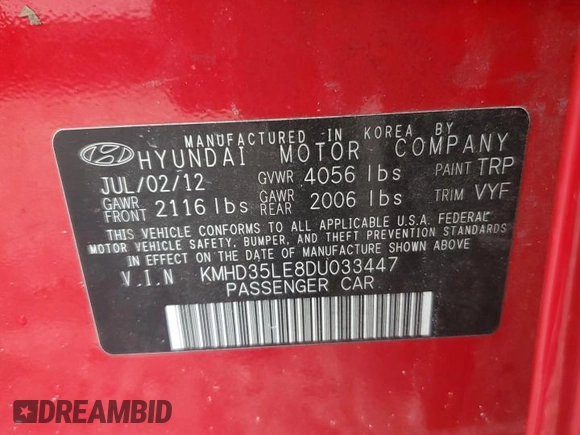 MANUFACTURED IN KOREA BY
HYUNDAI MOTOR COMPANY
JUL/02/12 GVWR 4056 lbs PAINT TRP
GAWR FRONT 2116 lbs GAWR REAR 2006 lbs TRIM VYF
THIS VEHICLE CONFORMS TO ALL APPLICABLE U.S.A. FEDERAL
MOTOR VEHICLE SAFETY, BUMPER, AND THEFT PREVENTION STANDARDS
IN EFFECT ON THE DATE OF MANUFACTURE SHOWN ABOVE
V.I.N KMHD35LE8DU033447
PASSENGER CAR
DREAMBID